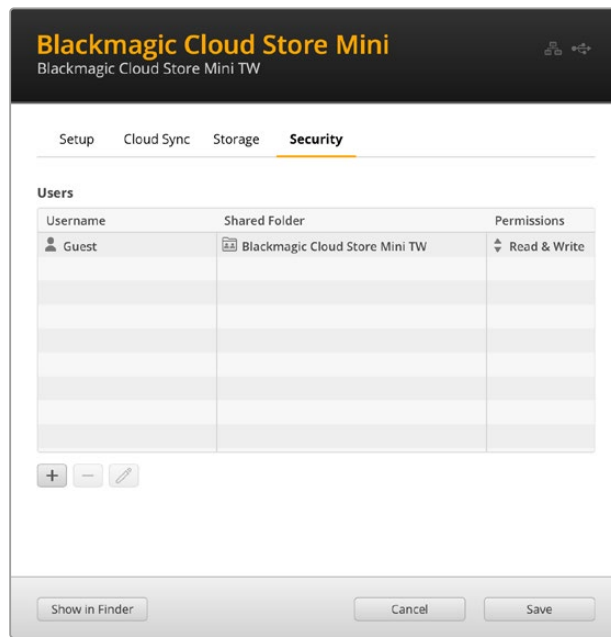 Blackmagic Cloud Store Mini
Blackmagic Cloud Store Mini TW
Setup Cloud Sync Storage Security
Users
Username Shared Folder Permissions
Guest Blackmagic Cloud Store Mini TW Read & Write
Show in Finder Cancel Save